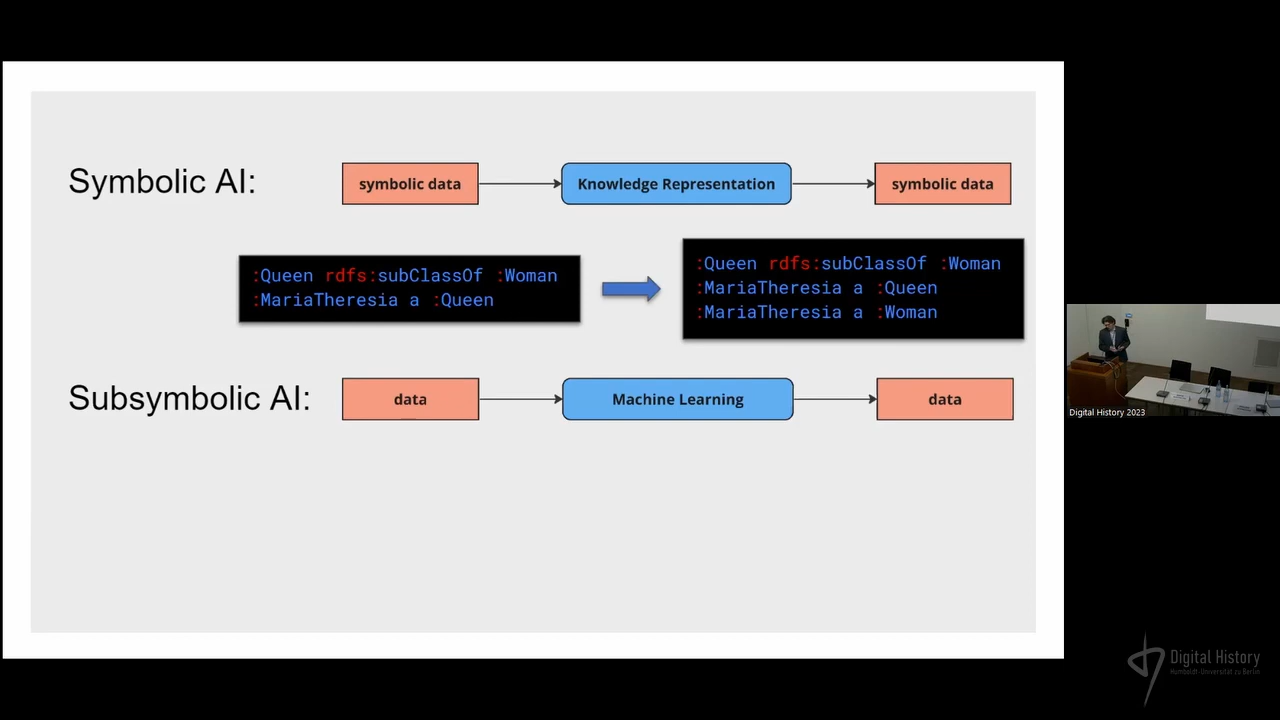 Symbolic AI:
symbolic data
Knowledge Representation
symbolic data
:Queen rdfs:subClassOf :Woman
:MariaTheresia a :Queen
:Queen rdfs:subClassOf :Woman
:MariaTheresia a :Queen
:MariaTheresia a :Woman
Subsymbolic AI:
data
Machine Learning
data
Digital History 2023
Digital History
Humboldt-Universität zu Berlin